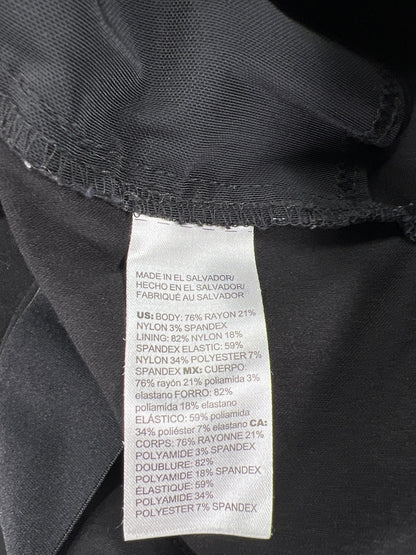 MADE IN EL SALVADOR/
HECHO EN EL SALVADOR/
FABRIQUÉ AU SALVADOR
US: BODY: 76% RAYON 21%
NYLON 3% SPANDEX
LINING: 82% NYLON 18%
SPANDEX ELASTIC: 59%
NYLON 34% POLYESTER 7%
SPANDEX MX: CUERPO:
76% rayón 21% poliamida 3%
elastano FORRO: 82%
poliamida 18% elastano
ELÁSTICO: 59% poliamida
34% poliéster 7% elastano CA:
CORPS: 76% RAYONNE 21%
POLYAMIDE 3% SPANDEX
DOUBLURE: 82%
POLYAMIDE 18% SPANDEX
ÉLASTIQUE: 59%
POLYAMIDE 34%
POLYESTER 7% SPANDEX